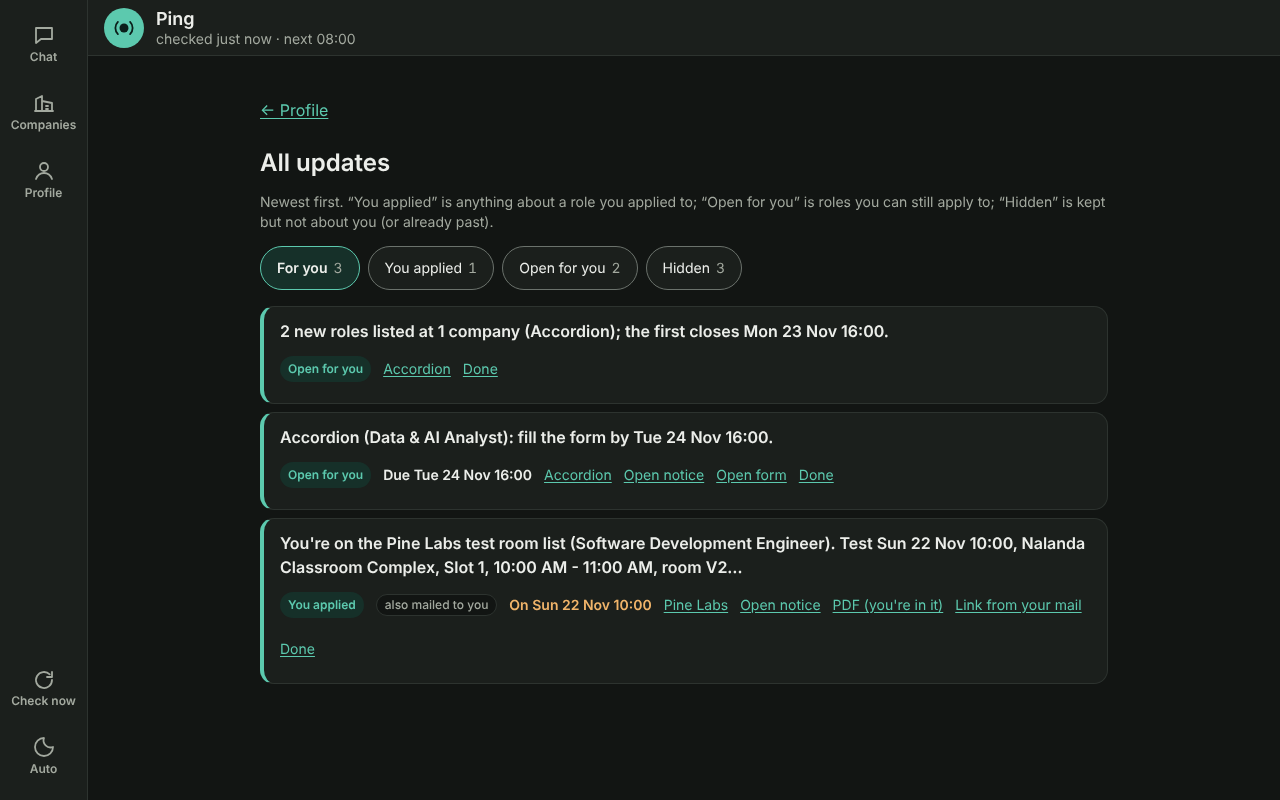 Chat
Companies
Profile
Check now
Auto
Ping
checked just now · next 08:00
← Profile
All updates
Newest first. “You applied” is anything about a role you applied to; “Open for you” is roles you can still apply to; “Hidden” is kept
but not about you (or already past).
For you 3
You applied 1
Open for you 2
Hidden 3
2 new roles listed at 1 company (Accordion); the first closes Mon 23 Nov 16:00.
Open for you Accordion Done
Accordion (Data & AI Analyst): fill the form by Tue 24 Nov 16:00.
Open for you Due Tue 24 Nov 16:00 Accordion Open notice Open form Done
You're on the Pine Labs test room list (Software Development Engineer). Test Sun 22 Nov 10:00, Nalanda
Classroom Complex, Slot 1, 10:00 AM - 11:00 AM, room V2…
You applied also mailed to you On Sun 22 Nov 10:00 Pine Labs Open notice PDF (you're in it) Link from your mail
Done